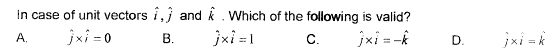 In case of unit vectors î, ĵ and k̂ . Which of the following is valid?
A. ĵ×î = 0 B. ĵ×î = 1 C. ĵ×î = −k̂ D. ĵ×î = k̂